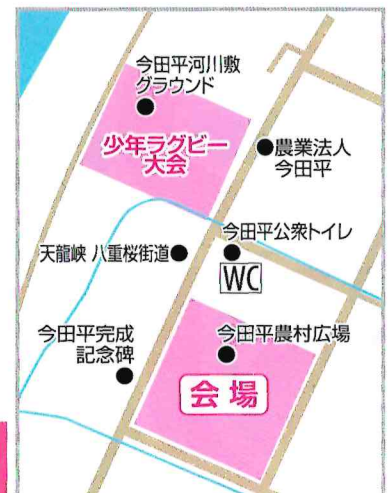 今田平河川敷
グラウンド
少年ラグビー
大会
農業法人
今田平
今田平公衆トイレ
天龍峡 八重桜街道
WC
今田平完成
記念碑
今田平農村広場
会場